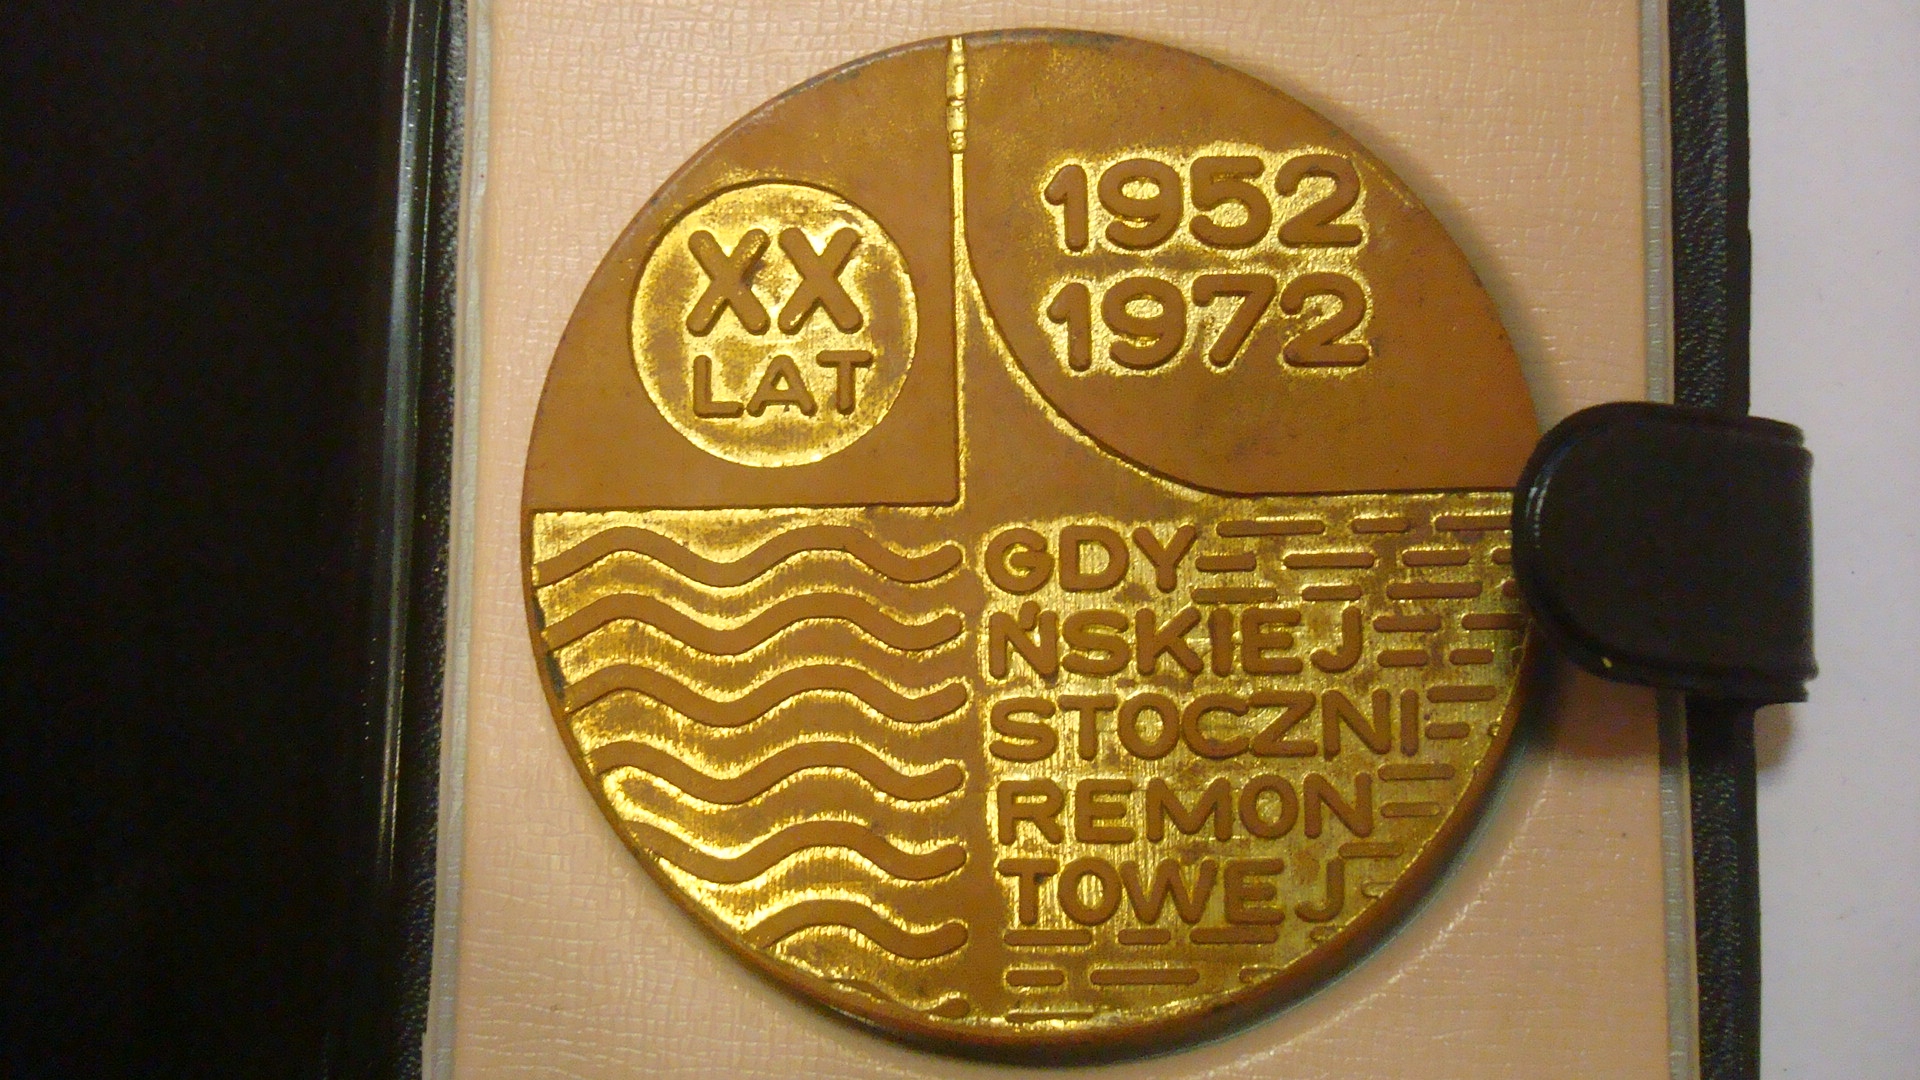 XX
LAT
1952
1972
GDY
ŃSKIEJ
STOCZNI
REMON
TOWEJ